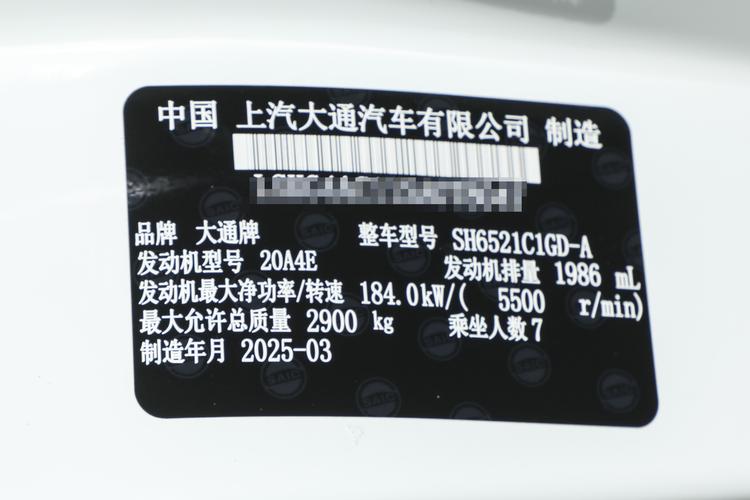 中国 上汽大通汽车有限公司 制造
品牌 大通牌 整车型号 SH6521C1GD-A
发动机型号 20A4E 发动机排量 1986 mL
发动机最大净功率/转速 184.0kW/( 5500 r/min)
最大允许总质量 2900 kg 乘坐人数 7
制造年月 2025-03
SAIC